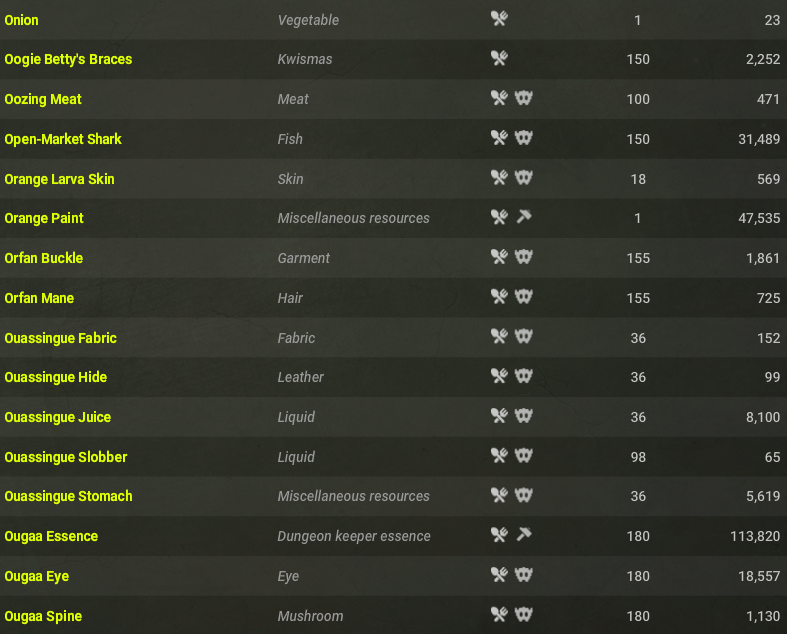 Onion Vegetable 1 23
Oogie Betty's Braces Kwismas 150 2,252
Oozing Meat Meat 100 471
Open-Market Shark Fish 150 31,489
Orange Larva Skin Skin 18 569
Orange Paint Miscellaneous resources 1 47,535
Orfan Buckle Garment 155 1,861
Orfan Mane Hair 155 725
Ouassingue Fabric Fabric 36 152
Ouassingue Hide Leather 36 99
Ouassingue Juice Liquid 36 8,100
Ouassingue Slobber Liquid 98 65
Ouassingue Stomach Miscellaneous resources 36 5,619
Ougaa Essence Dungeon keeper essence 180 113,820
Ougaa Eye Eye 180 18,557
Ougaa Spine Mushroom 180 1,130